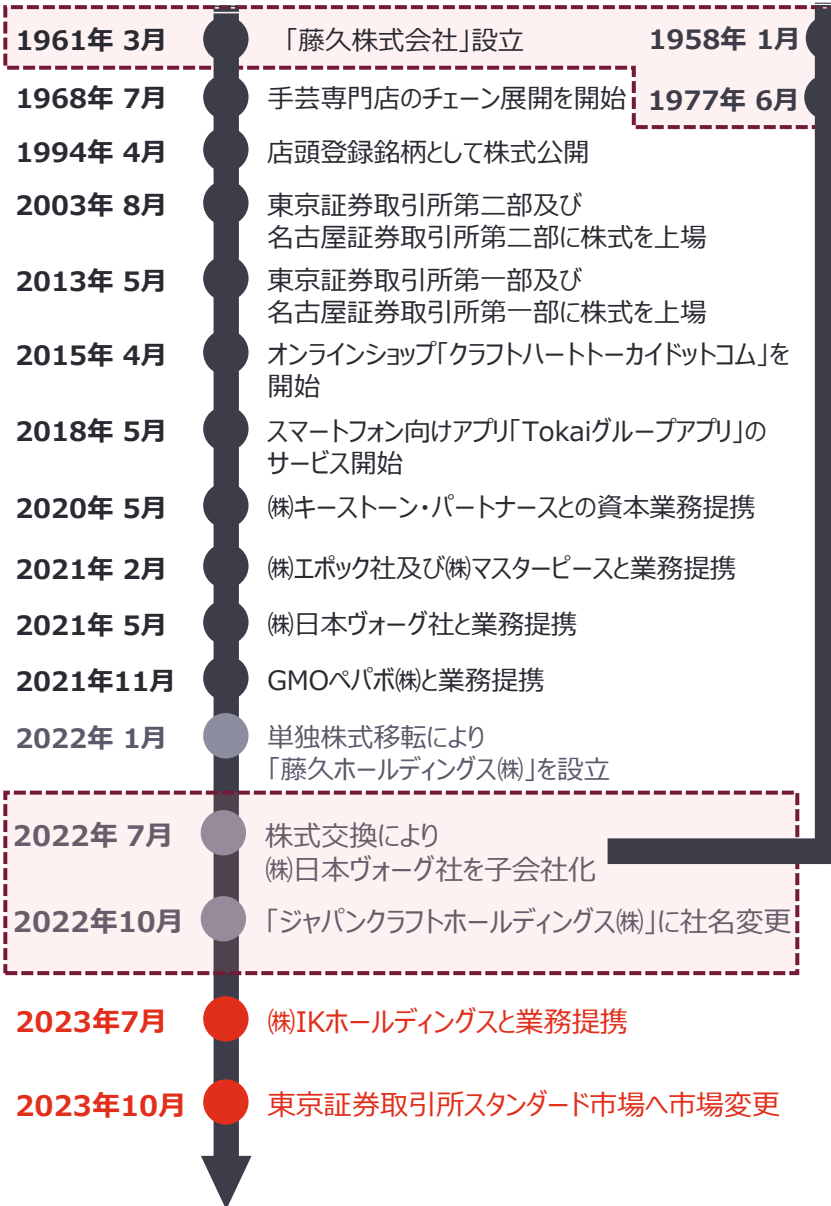 1961年 3月 「藤久株式会社」設立 1958年 1月
1968年 7月 手芸専門店のチェーン展開を開始 1977年 6月
1994年 4月 店頭登録銘柄として株式公開
2003年 8月 東京証券取引所第二部及び
名古屋証券取引所第二部に株式を上場
2013年 5月 東京証券取引所第一部及び
名古屋証券取引所第一部に株式を上場
2015年 4月 オンラインショップ「クラフトハートトーカイドットコム」を
開始
2018年 5月 スマートフォン向けアプリ「Tokaiグループアプリ」の
サービス開始
2020年 5月 ㈱キーストーン・パートナースとの資本業務提携
2021年 2月 ㈱エポック社及び㈱マスターピースと業務提携
2021年 5月 ㈱日本ヴォーグ社と業務提携
2021年11月 GMOペパボ㈱と業務提携
2022年 1月 単独株式移転により
「藤久ホールディングス㈱」を設立
2022年 7月 株式交換により
㈱日本ヴォーグ社を子会社化
2022年10月 「ジャパンクラフトホールディングス㈱」に社名変更
2023年7月 ㈱IKホールディングスと業務提携
2023年10月 東京証券取引所スタンダード市場へ市場変更